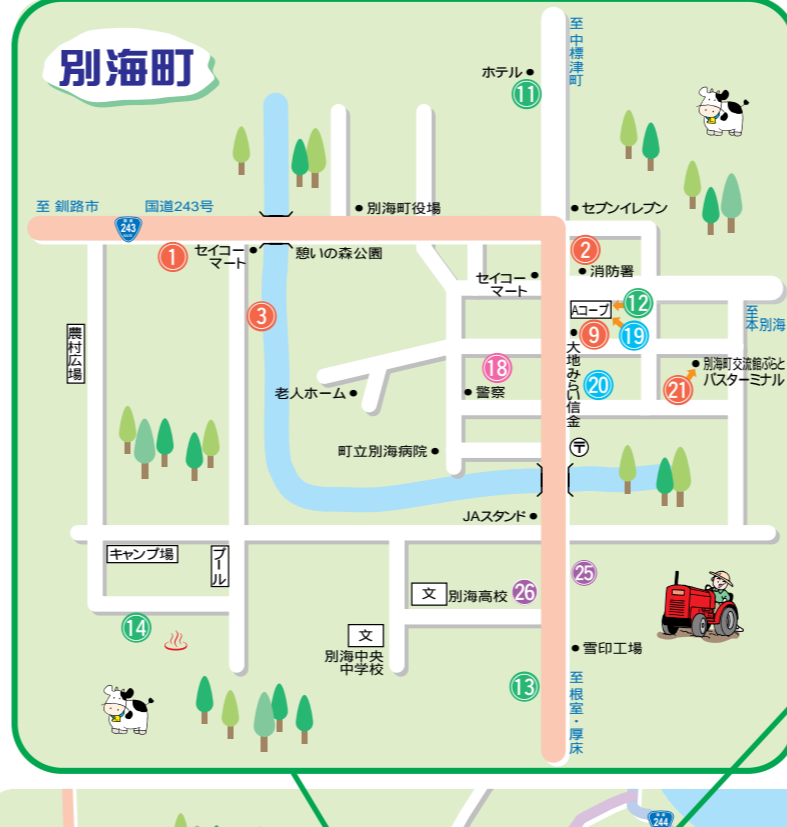 別海町
至 中標津町
ホテル
11
至 釧路市
国道243号
国道
243
別海町役場
セブンイレブン
1
セイコー
マート
憩いの森公園
2
消防署
セイコー
マート
3
Aコープ
12
至 本別海
9
19
農村広場
大地みらい信金
18
別海町交流館ぷらと
バスターミナル
老人ホーム
警察
20
21
町立別海病院
〒
JAスタンド
キャンプ場
プール
25
文
別海高校
26
14
文
別海中央
中学校
雪印工場
13
至 根室・厚床
244